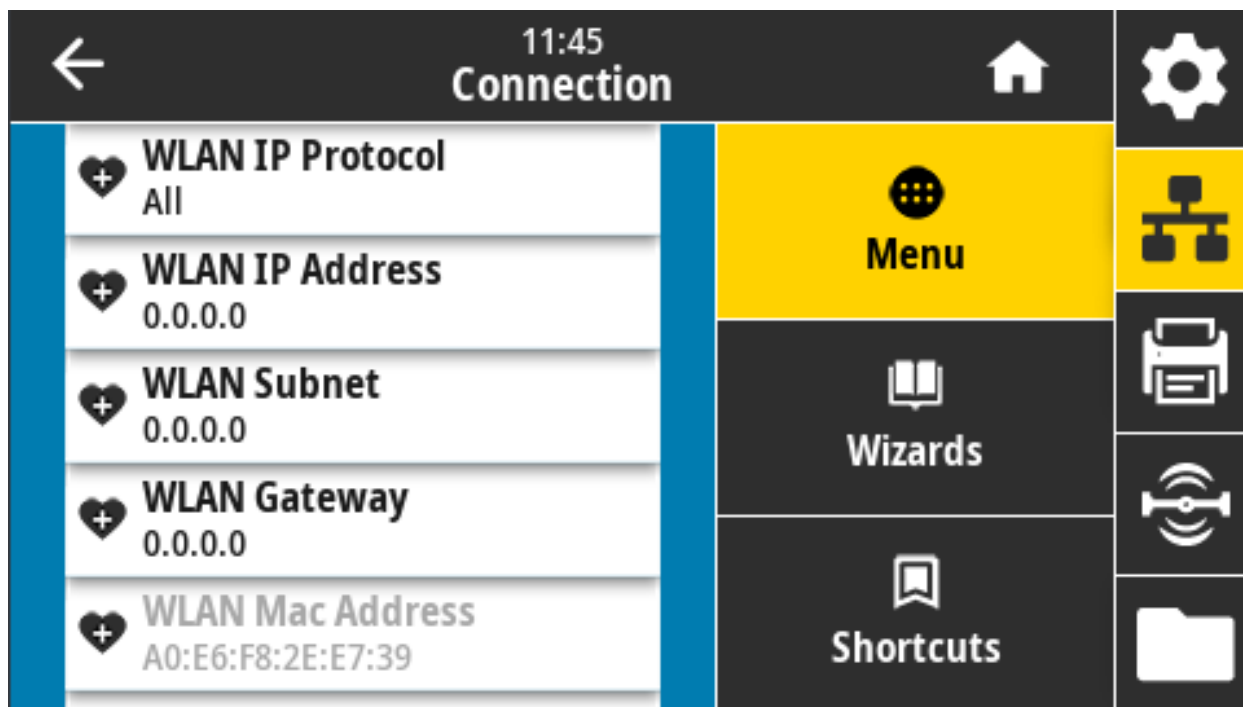 11:45
Connection
WLAN IP Protocol
All
WLAN IP Address
0.0.0.0
WLAN Subnet
0.0.0.0
WLAN Gateway
0.0.0.0
WLAN Mac Address
A0:E6:F8:2E:E7:39
Menu
Wizards
Shortcuts